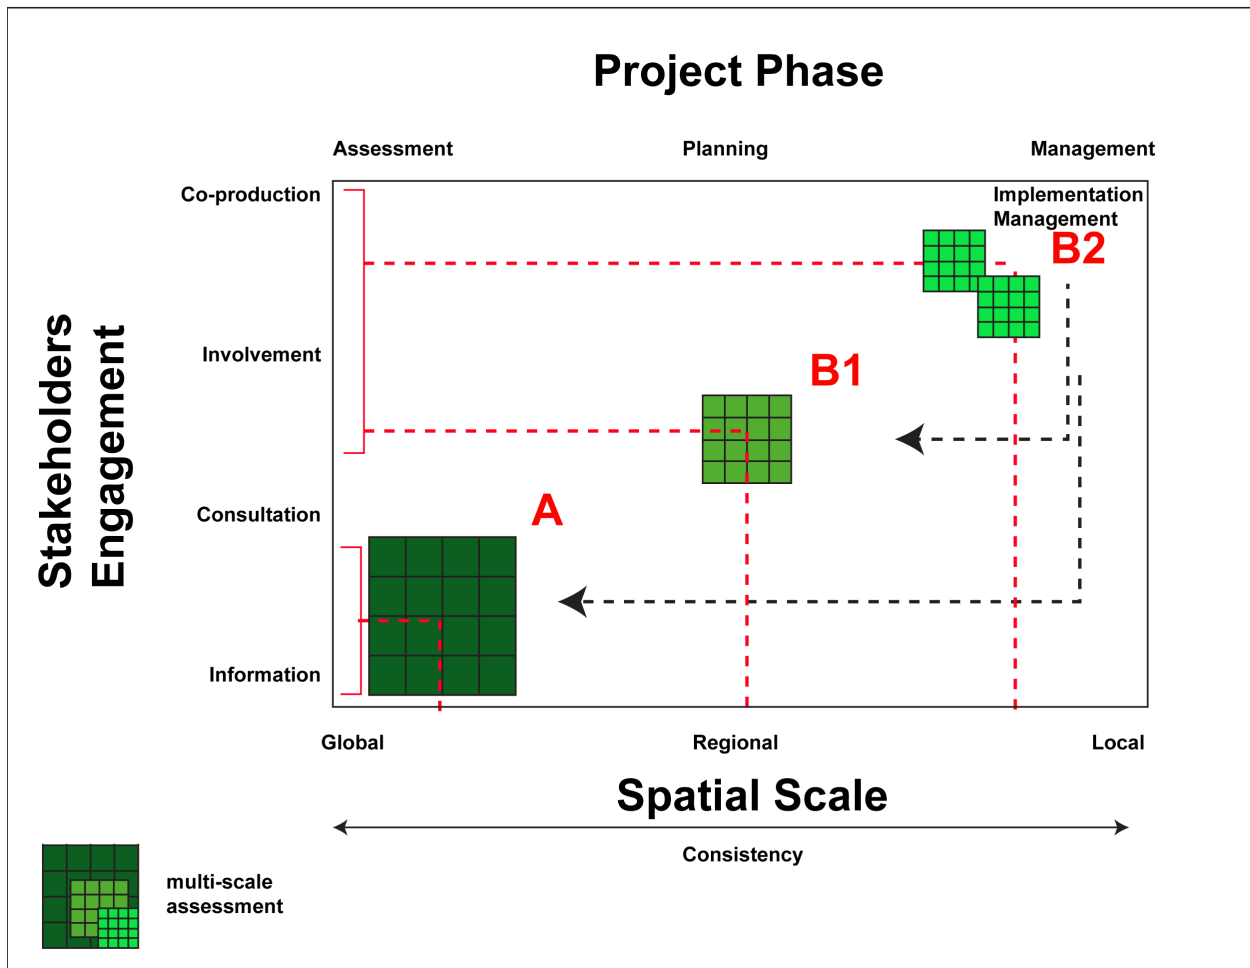 Project Phase
Assessment
Planning
Management
Co-production
Implementation
Management
B2
Involvement
B1
Stakeholders
Engagement
A
Consultation
Information
Global
Regional
Local
Spatial Scale
Consistency
multi-scale
assessment